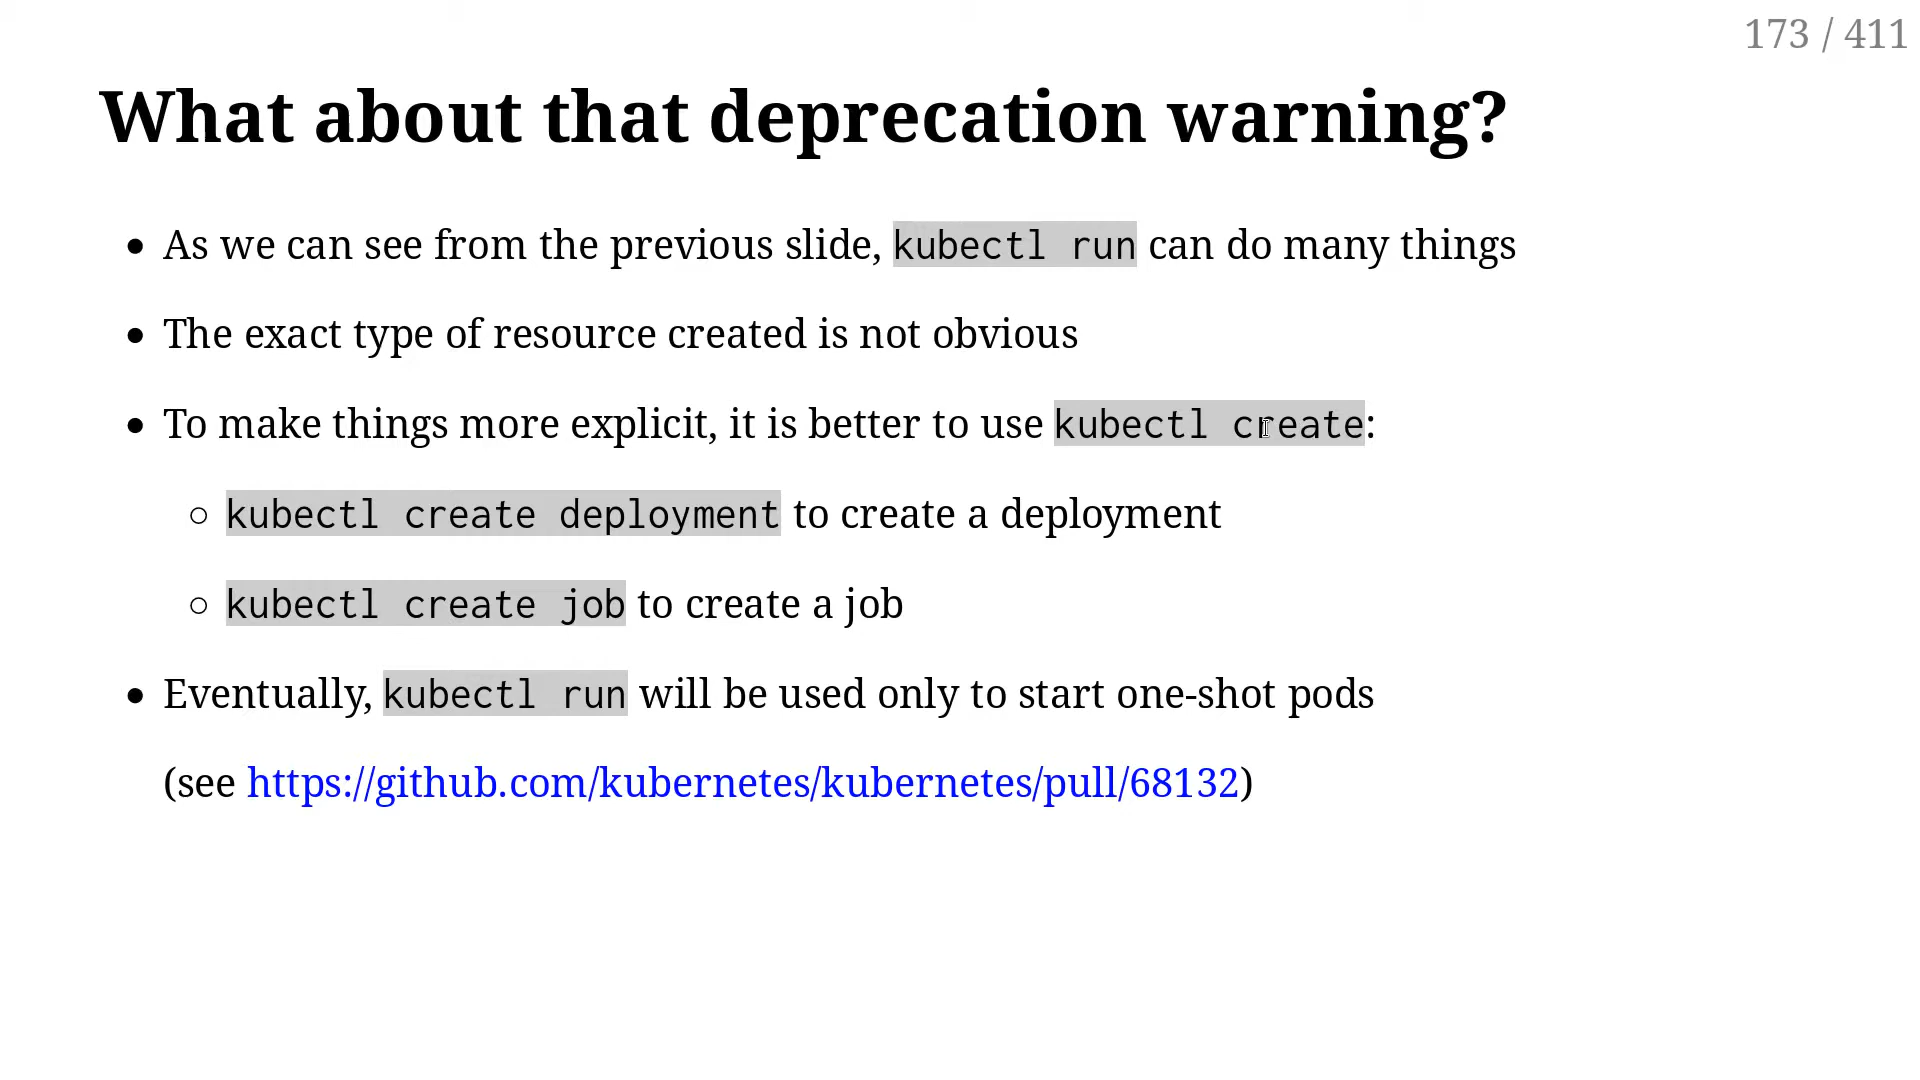 173 / 411
What about that deprecation warning?
As we can see from the previous slide, kubectl run can do many things
The exact type of resource created is not obvious
To make things more explicit, it is better to use kubectl create:
kubectl create deployment to create a deployment
kubectl create job to create a job
Eventually, kubectl run will be used only to start one-shot pods
(see https://github.com/kubernetes/kubernetes/pull/68132)